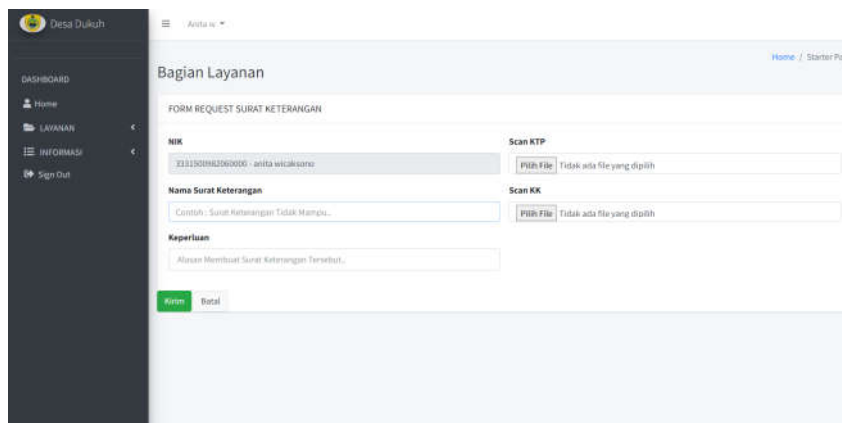 Desa Dukuh
Anita w
Home / Starter Pa
DASHBOARD
Home
LAYANAN
INFORMASI
Sign Out
Bagian Layanan
FORM REQUEST SURAT KETERANGAN
NIK
- anita wicaksono
Nama Surat Keterangan
Contoh : Surat Keterangan Tidak Mampu..
Keperluan
Alasan Membuat Surat Keterangan Tersebut..
Scan KTP
Pilih File Tidak ada file yang dipilih
Scan KK
Pilih File Tidak ada file yang dipilih
Kirim Batal